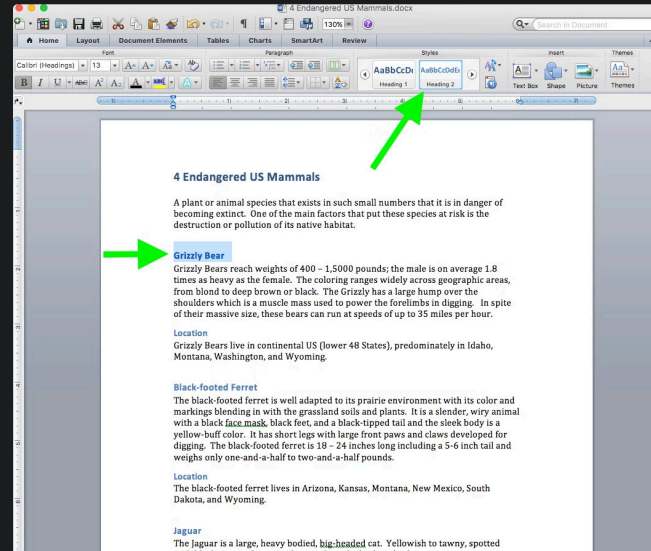 4 Endangered US Mammals.docx
130%
Search in Document
Home Layout Document Elements Tables Charts SmartArt Review
Font Paragraph Styles Insert Themes
Calibri (Headings) 13 A A Aa
AaBbCcDc AaBbCcDdEe
Heading 1 Heading 2
B I U ABC A² A₂ A ABC A
Text Box Shape Picture Themes
4 Endangered US Mammals
A plant or animal species that exists in such small numbers that it is in danger of
becoming extinct. One of the main factors that put these species at risk is the
destruction or pollution of its native habitat.
Grizzly Bear
Grizzly Bears reach weights of 400 – 1,5000 pounds; the male is on average 1.8
times as heavy as the female. The coloring ranges widely across geographic areas,
from blond to deep brown or black. The Grizzly has a large hump over the
shoulders which is a muscle mass used to power the forelimbs in digging. In spite
of their massive size, these bears can run at speeds of up to 35 miles per hour.
Location
Grizzly Bears live in continental US (lower 48 States), predominately in Idaho,
Montana, Washington, and Wyoming.
Black-footed Ferret
The black-footed ferret is well adapted to its prairie environment with its color and
markings blending in with the grassland soils and plants. It is a slender, wiry animal
with a black face mask, black feet, and a black-tipped tail and the sleek body is a
yellow-buff color. It has short legs with large front paws and claws developed for
digging. The black-footed ferret is 18 – 24 inches long including a 5-6 inch tail and
weighs only one-and-a-half to two-and-a-half pounds.
Location
The black-footed ferret lives in Arizona, Kansas, Montana, New Mexico, South
Dakota, and Wyoming.
Jaguar
The Jaguar is a large, heavy bodied, big-headed cat. Yellowish to tawny, spotted